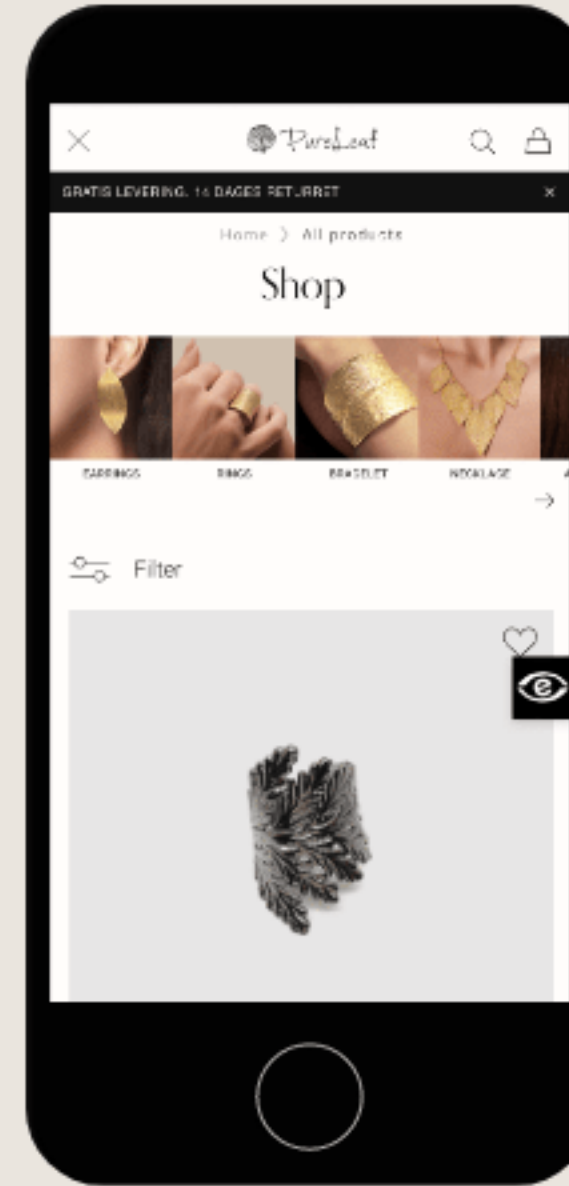 PureLeaf
GRATIS LEVERING. 14 DAGES RETURRET
Home > All products
Shop
EARRINGS RINGS BRACELET NECKLACE
Filter
e